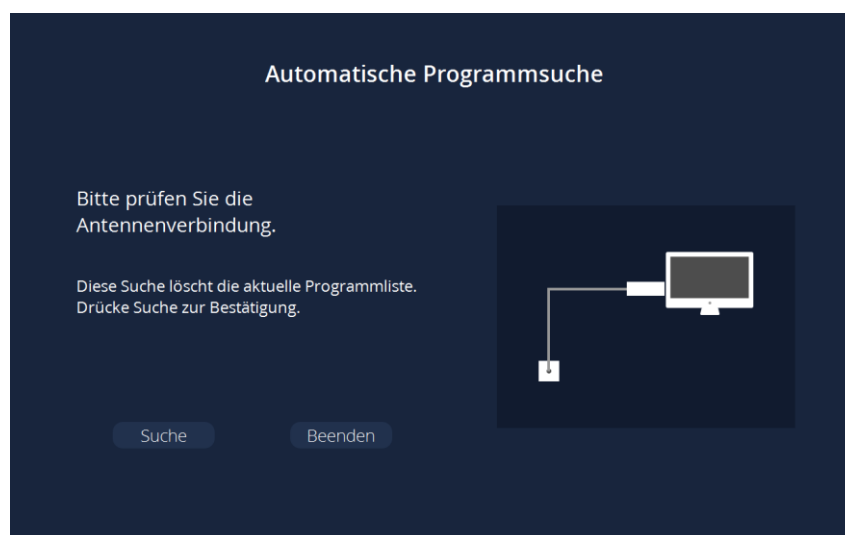 Automatische Programmsuche
Bitte prüfen Sie die
Antennenverbindung.
Diese Suche löscht die aktuelle Programmliste.
Drücke Suche zur Bestätigung.
Suche
Beenden